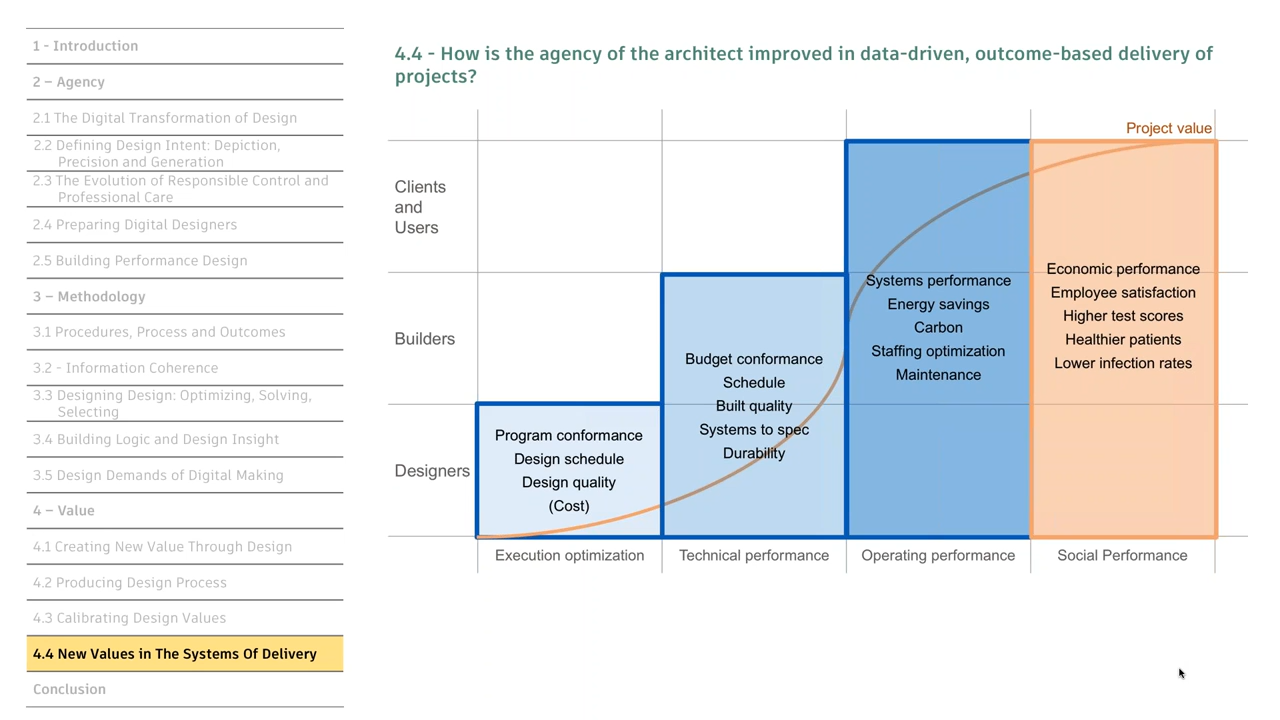 1 - Introduction
2 – Agency
2.1 The Digital Transformation of Design
2.2 Defining Design Intent: Depiction,
Precision and Generation
2.3 The Evolution of Responsible Control and
Professional Care
2.4 Preparing Digital Designers
2.5 Building Performance Design
3 – Methodology
3.1 Procedures, Process and Outcomes
3.2 - Information Coherence
3.3 Designing Design: Optimizing, Solving,
Selecting
3.4 Building Logic and Design Insight
3.5 Design Demands of Digital Making
4 – Value
4.1 Creating New Value Through Design
4.2 Producing Design Process
4.3 Calibrating Design Values
4.4 New Values in The Systems Of Delivery
Conclusion
4.4 - How is the agency of the architect improved in data-driven, outcome-based delivery of
projects?
Project value
Clients
and
Users
Builders
Designers
Program conformance
Design schedule
Design quality
(Cost)
Budget conformance
Schedule
Built quality
Systems to spec
Durability
Systems performance
Energy savings
Carbon
Staffing optimization
Maintenance
Economic performance
Employee satisfaction
Higher test scores
Healthier patients
Lower infection rates
Execution optimization
Technical performance
Operating performance
Social Performance